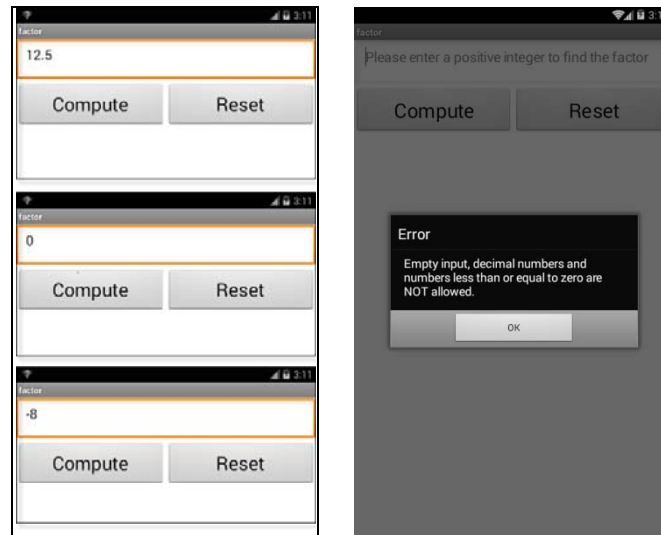 3:11
factor
12.5
Compute Reset
3:11
factor
0
Compute Reset
3:11
factor
-8
Compute Reset
3:1
factor
Please enter a positive integer to find the factor
Compute Reset
Error
Empty input, decimal numbers and
numbers less than or equal to zero are
NOT allowed.
OK